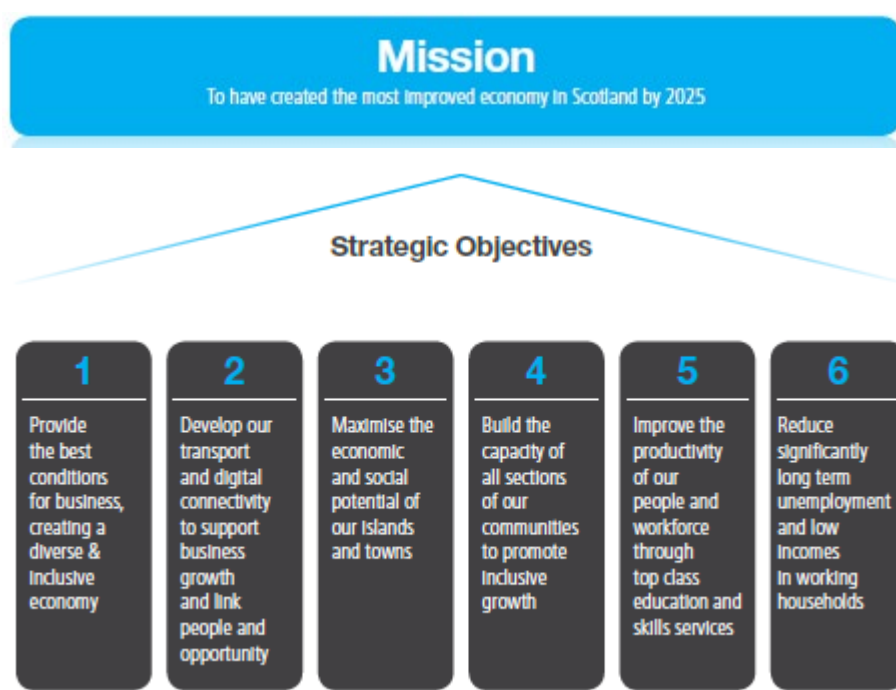 Mission
To have created the most improved economy in Scotland by 2025
Strategic Objectives
1
Provide
the best
conditions
for business,
creating a
diverse &
inclusive
economy
2
Develop our
transport
and digital
connectivity
to support
business
growth
and link
people and
opportunity
3
Maximise the
economic
and social
potential of
our islands
and towns
4
Build the
capacity of
all sections
of our
communities
to promote
inclusive
growth
5
Improve the
productivity
of our
people and
workforce
through
top class
education and
skills services
6
Reduce
significantly
long term
unemployment
and low
incomes
in working
households